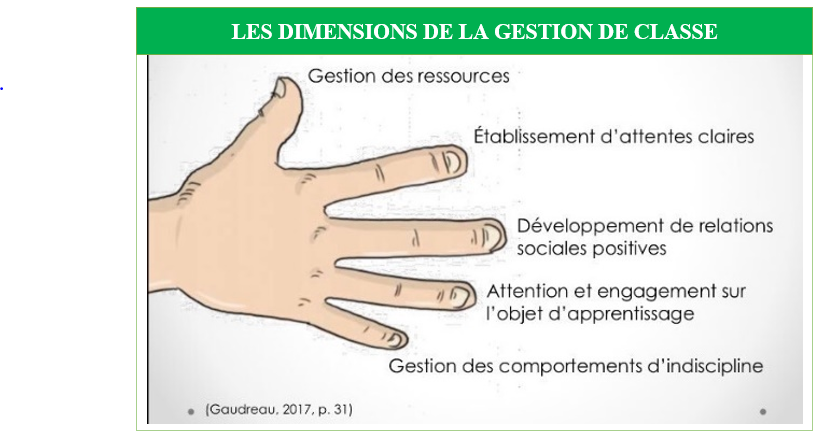 LES DIMENSIONS DE LA GESTION DE CLASSE
Gestion des ressources
Établissement d'attentes claires
Développement de relations
sociales positives
Attention et engagement sur
l'objet d'apprentissage
Gestion des comportements d'indiscipline
(Gaudreau, 2017, p. 31)